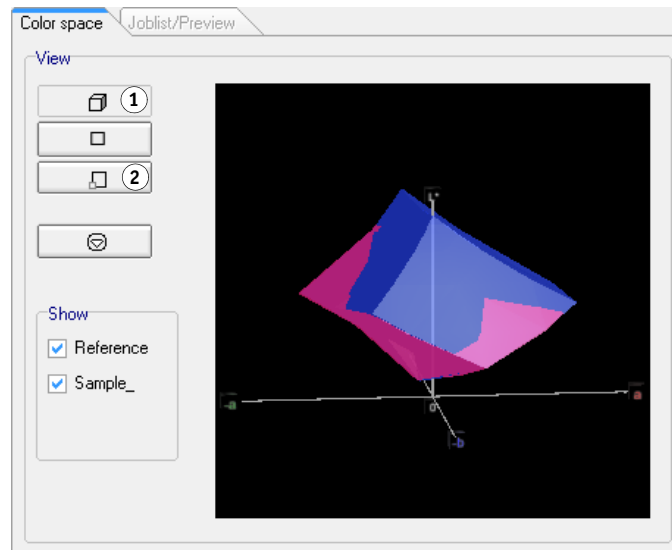 Color space Joblist/Preview
View
1
2
Show
Reference
Sample_
L*
-a
a
0
-b